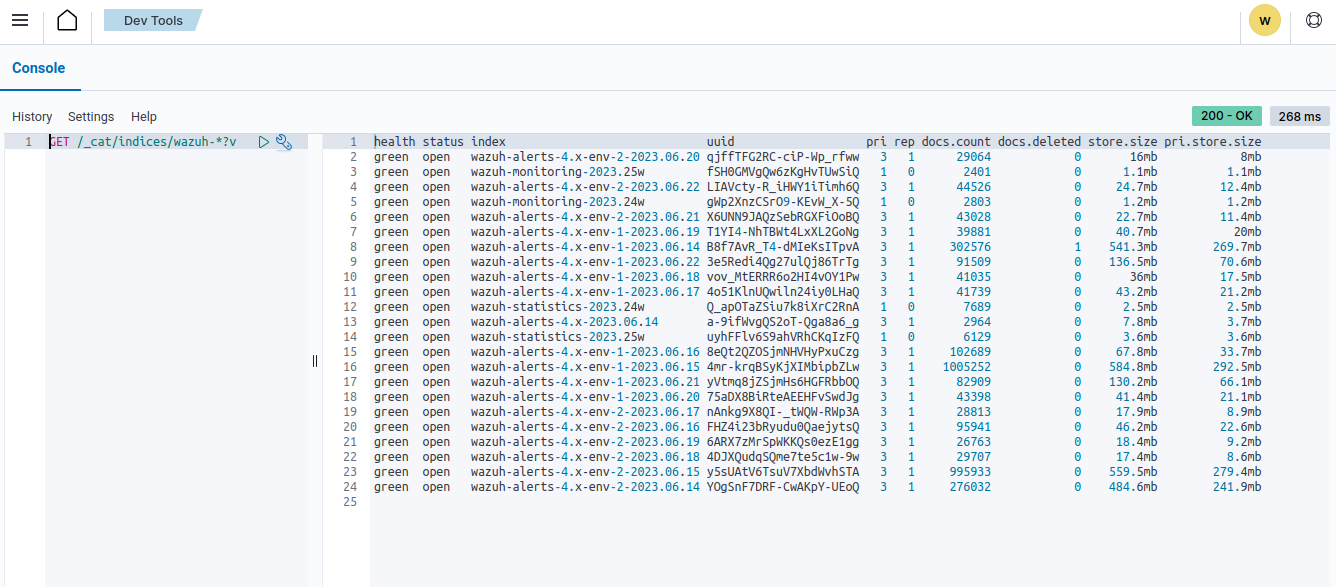 Dev Tools
W
Console
History Settings Help
200 - OK 268 ms
1 GET /_cat/indices/wazuh-*?v
1 health status index uuid pri rep docs.count docs.deleted store.size pri.store.size
2 green open wazuh-alerts-4.x-env-2-2023.06.20 qjffTFG2RC-ciP-Wp_rfww 3 1 29064 0 16mb 8mb
3 green open wazuh-monitoring-2023.25w fSH0GMVgQw6zKgHvTUwSiQ 1 0 2401 0 1.1mb 1.1mb
4 green open wazuh-alerts-4.x-env-2-2023.06.22 LIAVcty-R_iHWY1iTimh6Q 3 1 44526 0 24.7mb 12.4mb
5 green open wazuh-monitoring-2023.24w gWp2XnzCSrO9-KEvW_X-5Q 1 0 2803 0 1.2mb 1.2mb
6 green open wazuh-alerts-4.x-env-2-2023.06.21 X6UNN9JAQzSebRGXFiOoBQ 3 1 43028 0 22.7mb 11.4mb
7 green open wazuh-alerts-4.x-env-1-2023.06.19 T1YI4-NhTBWt4LxXL2GoNg 3 1 39881 0 40.7mb 20mb
8 green open wazuh-alerts-4.x-env-1-2023.06.14 B8f7AvR_T4-dMIeKsITpvA 3 1 302576 1 541.3mb 269.7mb
9 green open wazuh-alerts-4.x-env-1-2023.06.22 3e5Redi4Qg27ulQj86TrTg 3 1 91509 0 136.5mb 70.6mb
10 green open wazuh-alerts-4.x-env-1-2023.06.18 vov_MtERRR6o2HI4vOY1Pw 3 1 41035 0 36mb 17.5mb
11 green open wazuh-alerts-4.x-env-1-2023.06.17 4o51KlnUQwiln24iy0LHaQ 3 1 41739 0 43.2mb 21.2mb
12 green open wazuh-statistics-2023.24w Q_apOTaZSiu7k8iXrC2RnA 1 0 7689 0 2.5mb 2.5mb
13 green open wazuh-alerts-4.x-2023.06.14 a-9ifWvgQS2oT-Qga8a6_g 3 1 2964 0 7.8mb 3.7mb
14 green open wazuh-statistics-2023.25w uyhFFlv6S9ahVRhCKqIzFQ 1 0 6129 0 3.6mb 3.6mb
15 green open wazuh-alerts-4.x-env-1-2023.06.16 8eQt2QZOSjmNHVHyPxuCzg 3 1 102689 0 67.8mb 33.7mb
16 green open wazuh-alerts-4.x-env-1-2023.06.15 4mr-krqBSyKjXIMbipbZLw 3 1 1005252 0 584.8mb 292.5mb
17 green open wazuh-alerts-4.x-env-1-2023.06.21 yVtmq8jZSjmHs6HGFRbbOQ 3 1 82909 0 130.2mb 66.1mb
18 green open wazuh-alerts-4.x-env-1-2023.06.20 75aDX8BiRteAEEHFvSwdJg 3 1 43398 0 41.4mb 21.1mb
19 green open wazuh-alerts-4.x-env-2-2023.06.17 nAnkg9X8QI-_tWQW-RWp3A 3 1 28813 0 17.9mb 8.9mb
20 green open wazuh-alerts-4.x-env-2-2023.06.16 FHZ4i23bRyudu0QaejytsQ 3 1 95941 0 46.2mb 22.6mb
21 green open wazuh-alerts-4.x-env-2-2023.06.19 6ARX7zMrSpWKKQs0ezE1gg 3 1 26763 0 18.4mb 9.2mb
22 green open wazuh-alerts-4.x-env-2-2023.06.18 4DJXQudqSQme7te5c1w-9w 3 1 29707 0 17.4mb 8.6mb
23 green open wazuh-alerts-4.x-env-2-2023.06.15 y5sUAtV6TsuV7XbdWvhSTA 3 1 995933 0 559.5mb 279.4mb
24 green open wazuh-alerts-4.x-env-2-2023.06.14 YOgSnF7DRF-CwAKpY-UEoQ 3 1 276032 0 484.6mb 241.9mb
25